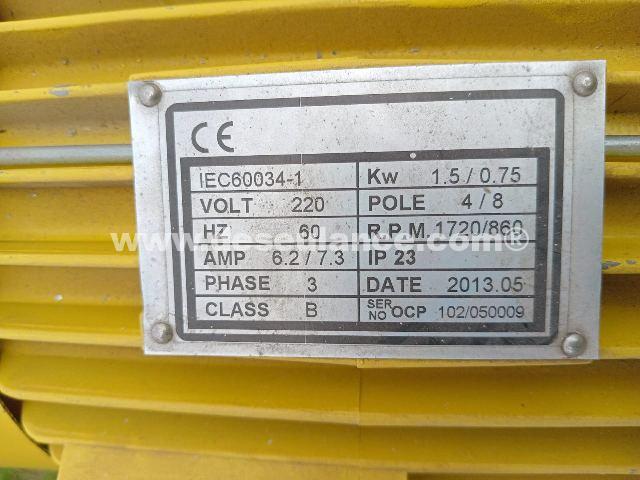 CE
IEC60034-1 Kw 1.5 / 0.75
VOLT 220 POLE 4 / 8
HZ 60 R.P.M. 1720/860
AMP 6.2 / 7.3 IP 23
PHASE 3 DATE 2013.05
CLASS B SER NO OCP 102/050009